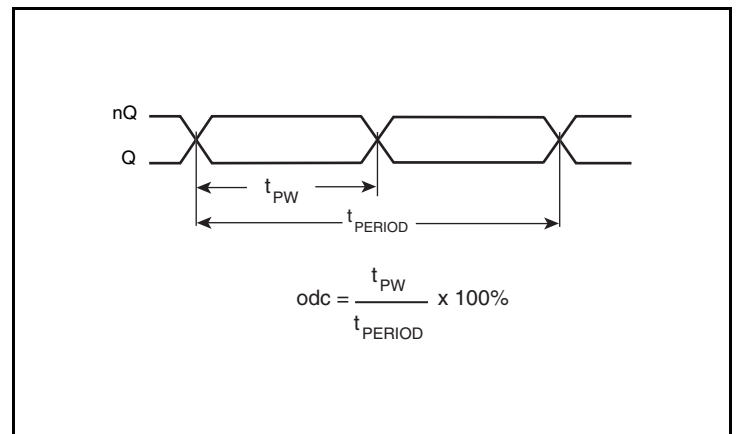 nQ
Q
tPW
tPERIOD
odc = tPW / tPERIOD x 100%